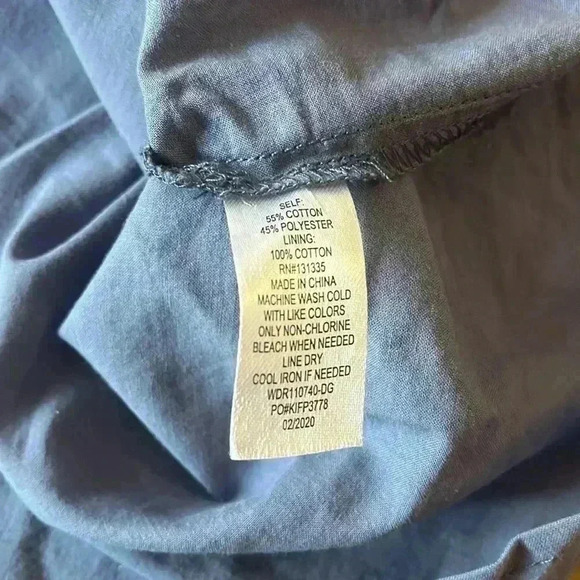 SELF:
55% COTTON
45% POLYESTER
LINING:
100% COTTON
RN#131335
MADE IN CHINA
MACHINE WASH COLD
WITH LIKE COLORS
ONLY NON-CHLORINE
BLEACH WHEN NEEDED
LINE DRY
COOL IRON IF NEEDED
WDR110740-DG
PO#KIFP3778
02/2020